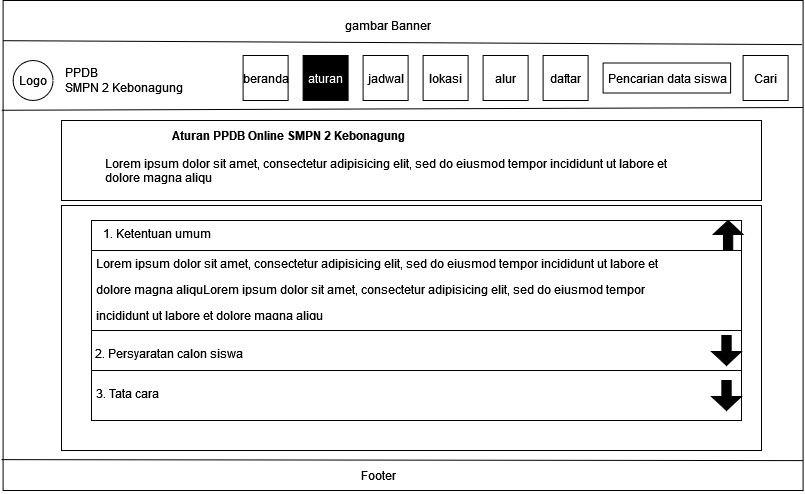 gambar Banner
Logo
PPDB
SMPN 2 Kebonagung
beranda
aturan
jadwal
lokasi
alur
daftar
Pencarian data siswa
Cari
Aturan PPDB Online SMPN 2 Kebonagung
Lorem ipsum dolor sit amet, consectetur adipisicing elit, sed do eiusmod tempor incididunt ut labore et
dolore magna aliqu
1. Ketentuan umum
Lorem ipsum dolor sit amet, consectetur adipisicing elit, sed do eiusmod tempor incididunt ut labore et
dolore magna aliquLorem ipsum dolor sit amet, consectetur adipisicing elit, sed do eiusmod tempor
incididunt ut labore et dolore magna aliqu
2. Persyaratan calon siswa
3. Tata cara
Footer